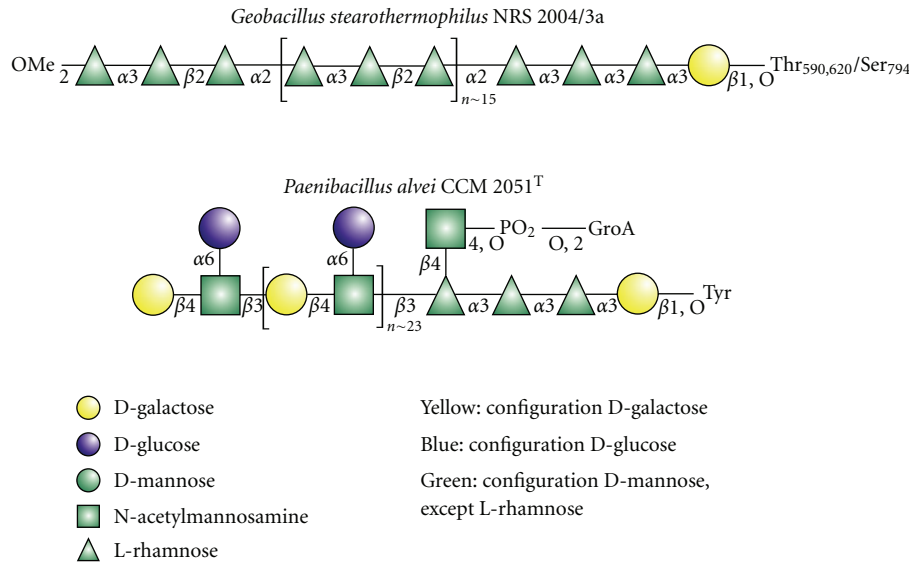 Geobacillus stearothermophilus NRS 2004/3a
OMe 2 α3 β2 α2 α3 β2 n∼15 α2 α3 α3 α3 β1, O Thr590,620/Ser794
Paenibacillus alvei CCM 2051T
4, O PO2 O, 2 GroA
α6 α6 β4
β4 β3 β4 n∼23 β3 α3 α3 α3 β1, O Tyr
D-galactose
D-glucose
D-mannose
N-acetylmannosamine
L-rhamnose
Yellow: configuration D-galactose
Blue: configuration D-glucose
Green: configuration D-mannose,
except L-rhamnose